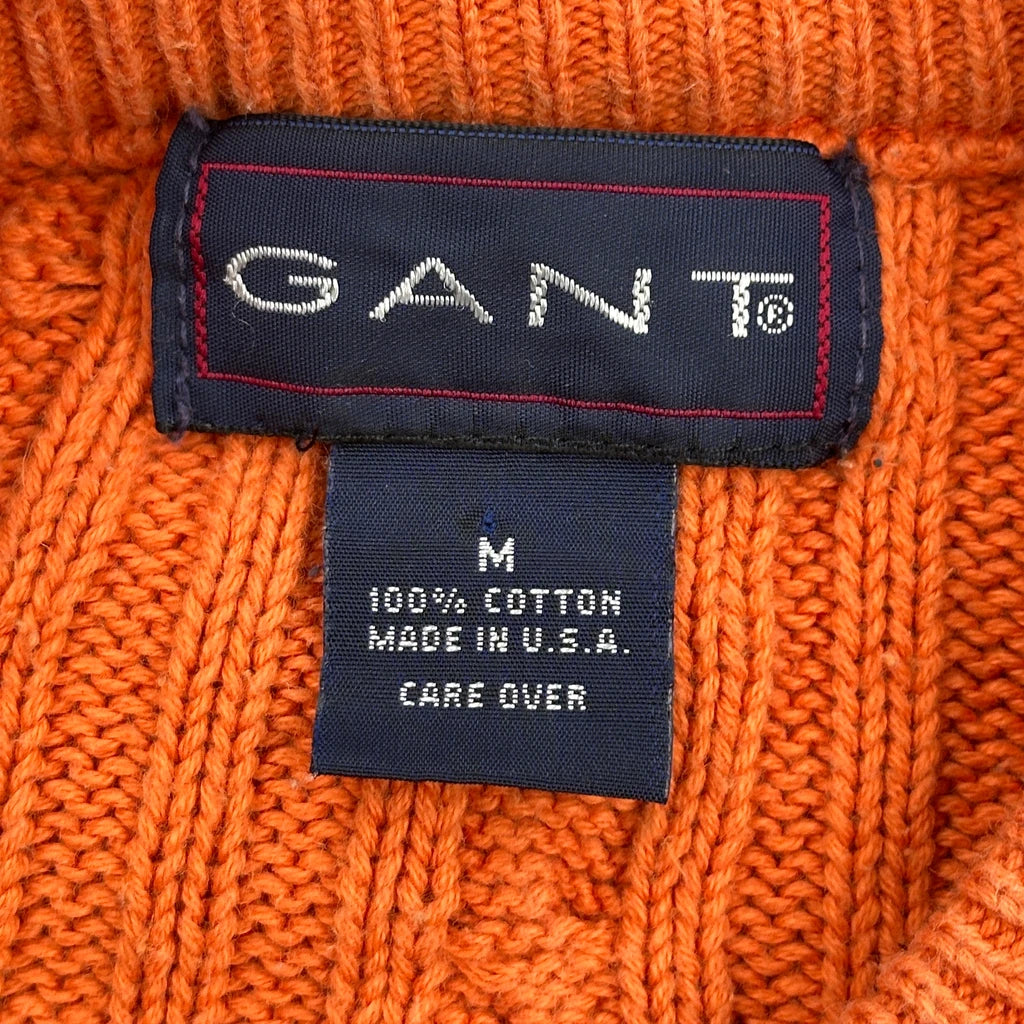 GANT®
M
100% COTTON
MADE IN U.S.A.
CARE OVER